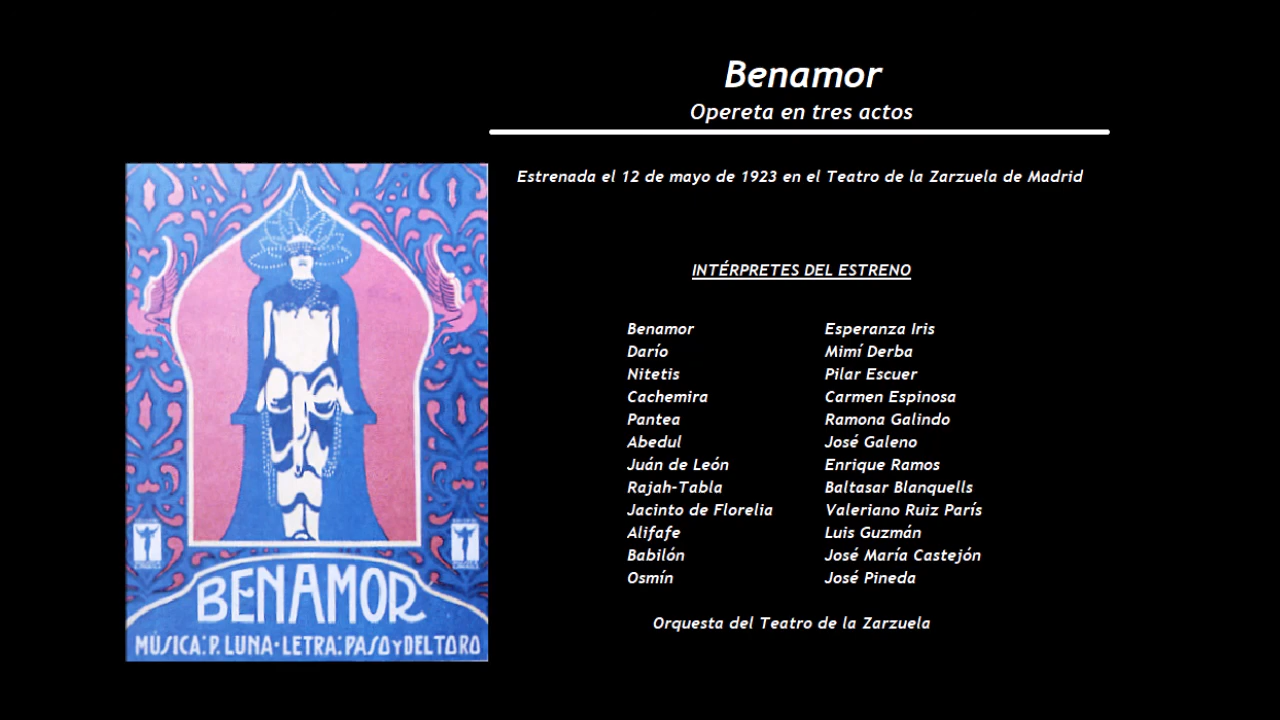 Benamor
Opereta en tres actos
Estrenada el 12 de mayo de 1923 en el Teatro de la Zarzuela de Madrid
INTÉRPRETES DEL ESTRENO
Benamor Esperanza Iris
Darío Mimí Derba
Nitetis Pilar Escuer
Cachemira Carmen Espinosa
Pantea Ramona Galindo
Abedul José Galeno
Juán de León Enrique Ramos
Rajah-Tabla Baltasar Blanquells
Jacinto de Florelia Valeriano Ruiz París
Alifafe Luis Guzmán
Babilón José María Castejón
Osmín José Pineda
Orquesta del Teatro de la Zarzuela
BENAMOR
MÚSICA: P. LUNA - LETRA: PASO Y DEL TORO